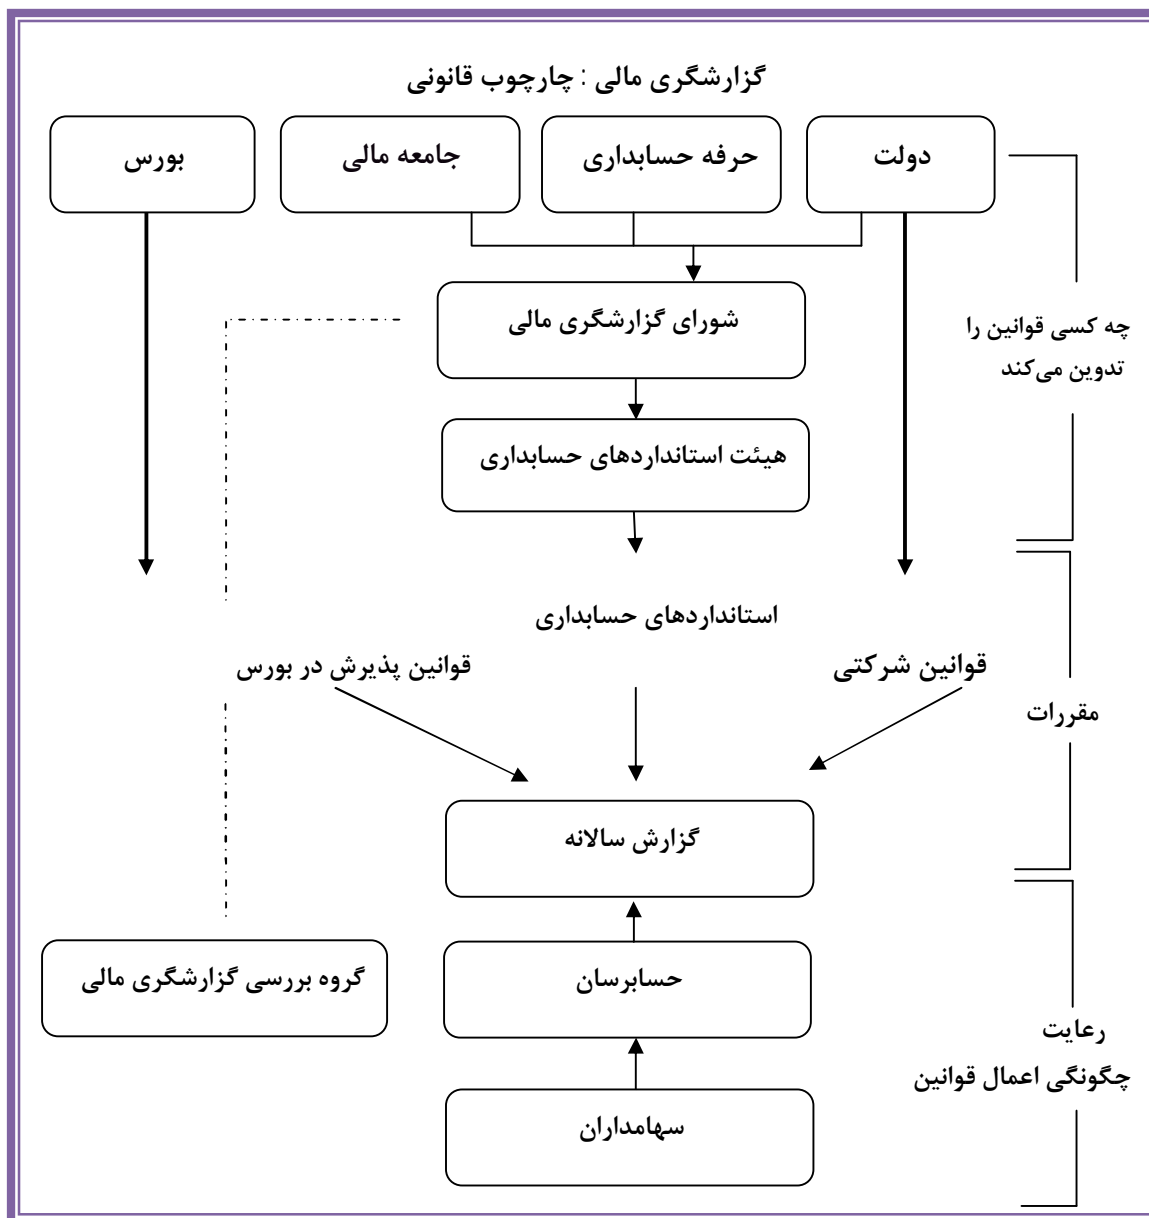 گزارشگری مالی : چارچوب قانونی
دولت
حرفه حسابداری
جامعه مالی
بورس
شورای گزارشگری مالی
چه کسی قوانین را
تدوین می‌کند
هیئت استانداردهای حسابداری
استانداردهای حسابداری
قوانین شرکتی
قوانین پذیرش در بورس
مقررات
گزارش سالانه
حسابرسان
گروه بررسی گزارشگری مالی
رعایت
چگونگی اعمال قوانین
سهامداران